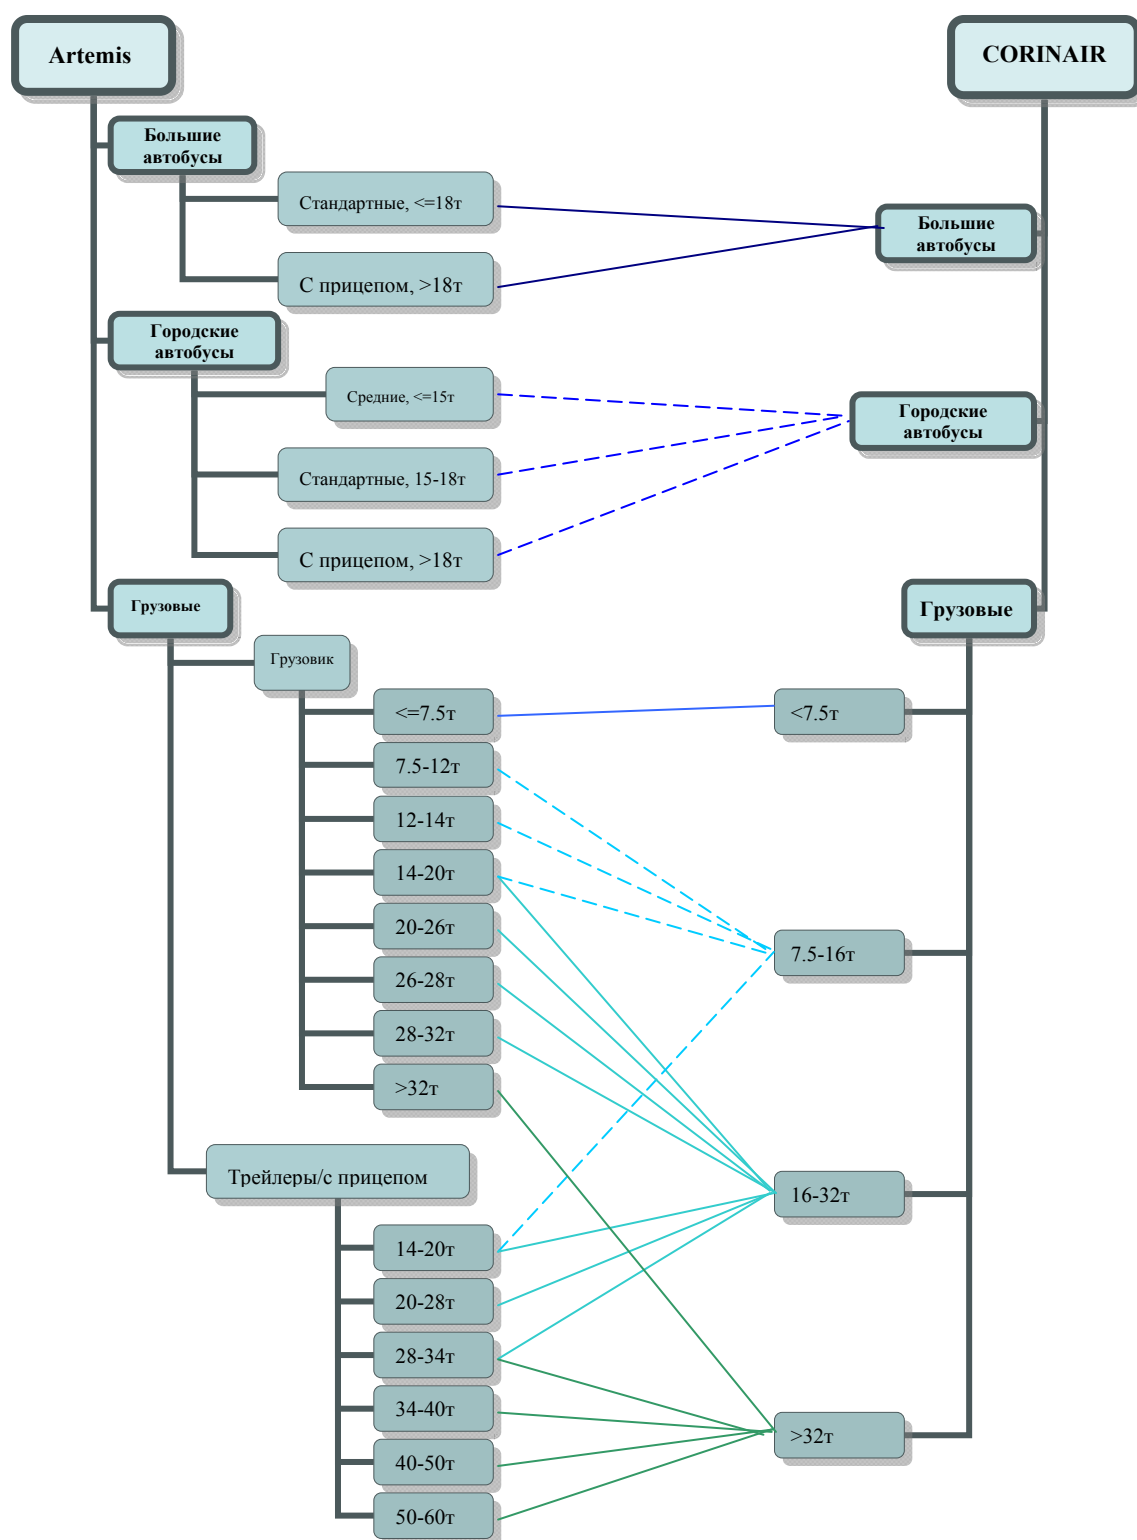 Artemis
CORINAIR
Большие
автобусы
Стандартные, <=18т
Большие
автобусы
С прицепом, >18т
Городские
автобусы
Средние, <=15т
Городские
автобусы
Стандартные, 15-18т
С прицепом, >18т
Грузовые
Грузовые
Грузовик
<=7.5т
<7.5т
7.5-12т
12-14т
14-20т
20-26т
7.5-16т
26-28т
28-32т
>32т
Трейлеры/с прицепом
16-32т
14-20т
20-28т
28-34т
34-40т
>32т
40-50т
50-60т